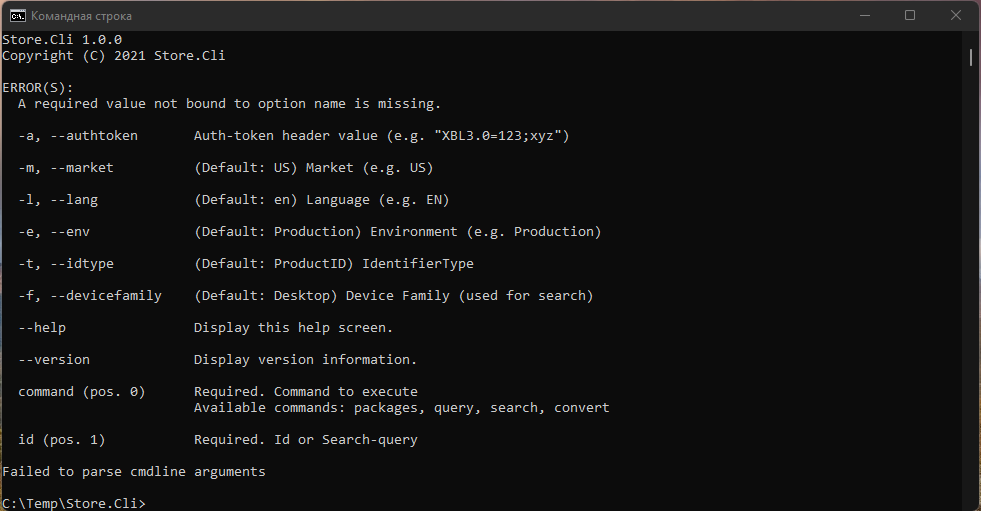 Командная строка
Store.Cli 1.0.0
Copyright (C) 2021 Store.Cli
ERROR(S):
A required value not bound to option name is missing.
-a, --authtoken Auth-token header value (e.g. "XBL3.0=123;xyz")
-m, --market (Default: US) Market (e.g. US)
-l, --lang (Default: en) Language (e.g. EN)
-e, --env (Default: Production) Environment (e.g. Production)
-t, --idtype (Default: ProductID) IdentifierType
-f, --devicefamily (Default: Desktop) Device Family (used for search)
--help Display this help screen.
--version Display version information.
command (pos. 0) Required. Command to execute
Available commands: packages, query, search, convert
id (pos. 1) Required. Id or Search-query
Failed to parse cmdline arguments
C:\Temp\Store.Cli>